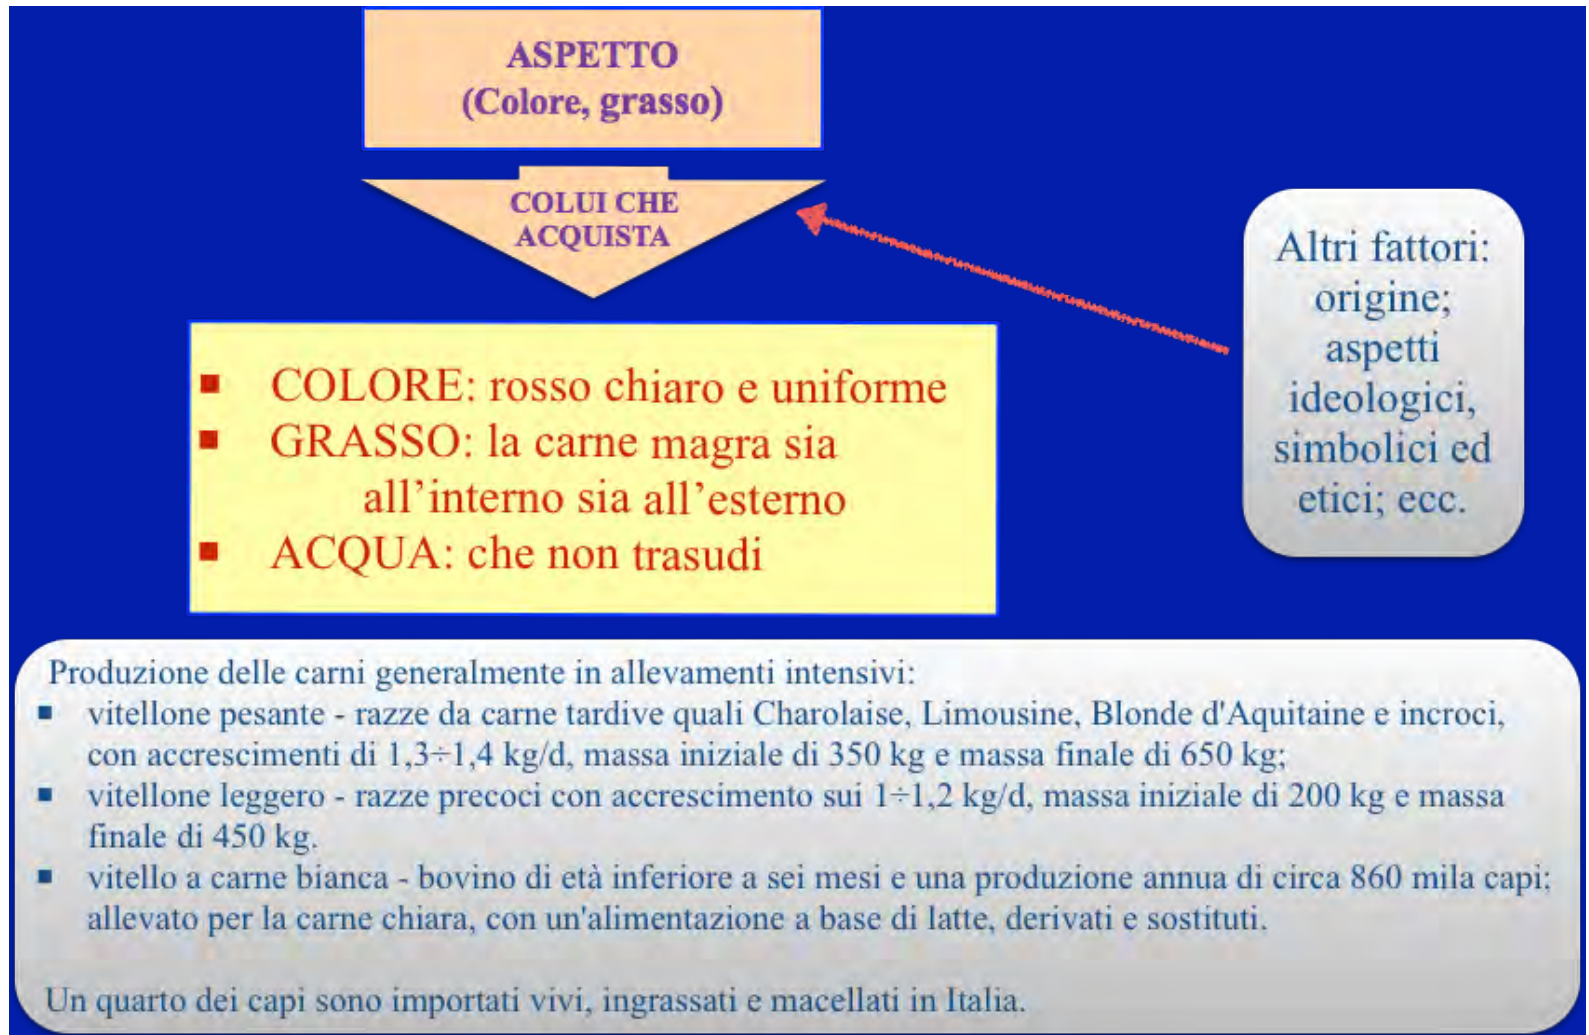 ASPETTO
(Colore, grasso)
COLUI CHE
ACQUISTA
▪ COLORE: rosso chiaro e uniforme
▪ GRASSO: la carne magra sia
all’interno sia all’esterno
▪ ACQUA: che non trasudi
Altri fattori:
origine;
aspetti
ideologici,
simbolici ed
etici; ecc.
Produzione delle carni generalmente in allevamenti intensivi:
▪ vitellone pesante - razze da carne tardive quali Charolaise, Limousine, Blonde d'Aquitaine e incroci,
con accrescimenti di 1,3÷1,4 kg/d, massa iniziale di 350 kg e massa finale di 650 kg;
▪ vitellone leggero - razze precoci con accrescimento sui 1÷1,2 kg/d, massa iniziale di 200 kg e massa
finale di 450 kg.
▪ vitello a carne bianca - bovino di età inferiore a sei mesi e una produzione annua di circa 860 mila capi;
allevato per la carne chiara, con un'alimentazione a base di latte, derivati e sostituti.
Un quarto dei capi sono importati vivi, ingrassati e macellati in Italia.